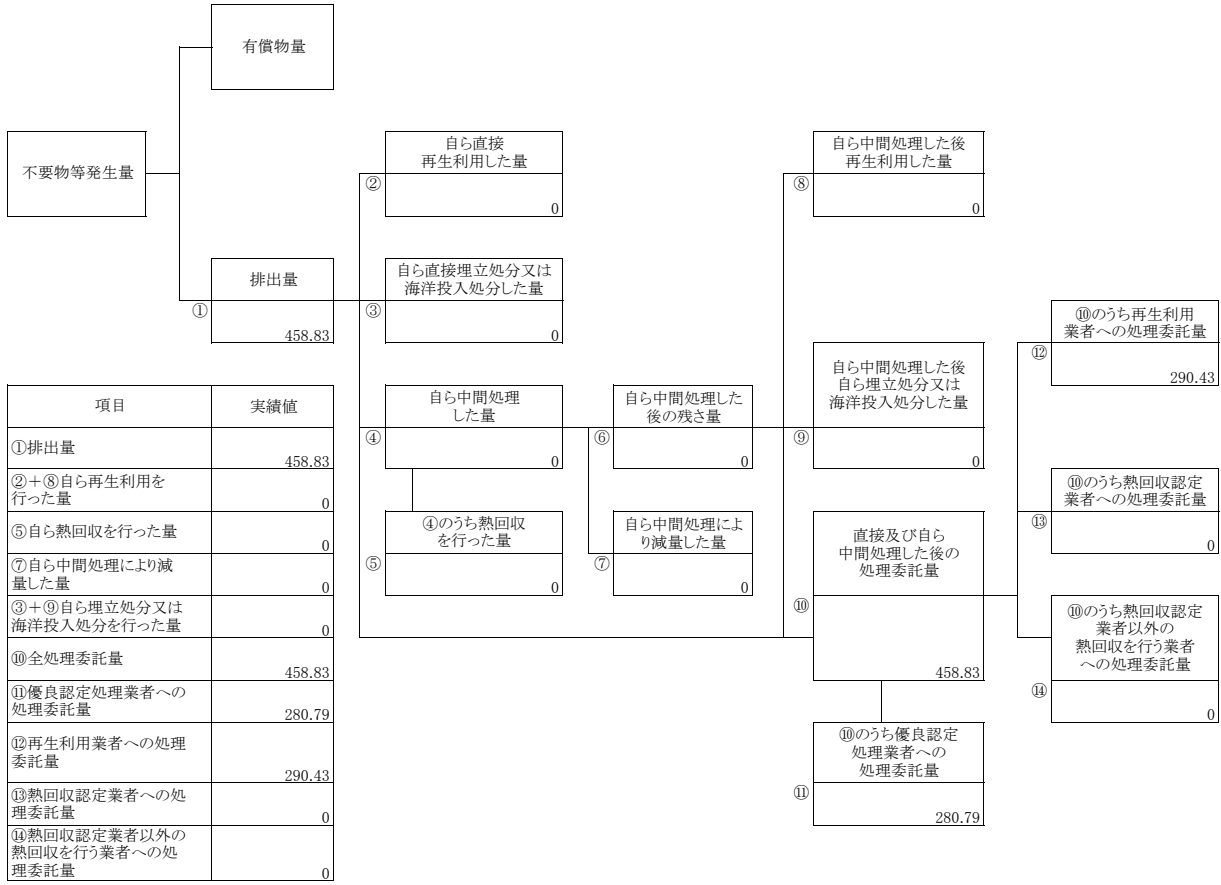 有償物量
不要物等発生量
自ら直接
再生利用した量
②
0
自ら中間処理した後
再生利用した量
⑧
0
排出量
①
458.83
自ら直接埋立処分又は
海洋投入処分した量
③
0
⑩のうち再生利用
業者への処理委託量
⑫
290.43
自ら中間処理
した量
④
0
自ら中間処理した
後の残さ量
⑥
0
自ら中間処理した後
自ら埋立処分又は
海洋投入処分した量
⑨
0
④のうち熱回収
を行った量
⑤
0
自ら中間処理によ
り減量した量
⑦
0
直接及び自ら
中間処理した後の
処理委託量
⑩
458.83
⑩のうち熱回収認定
業者への処理委託量
⑬
0
⑩のうち熱回収認定
業者以外の
熱回収を行う業者
への処理委託量
⑭
0
⑩のうち優良認定
処理業者への
処理委託量
⑪
280.79
項目 実績値
①排出量
458.83
②＋⑧自ら再生利用を
行った量
0
⑤自ら熱回収を行った量
0
⑦自ら中間処理により減
量した量
0
③＋⑨自ら埋立処分又は
海洋投入処分を行った量
0
⑩全処理委託量
458.83
⑪優良認定処理業者への
処理委託量
280.79
⑫再生利用業者への処理
委託量
290.43
⑬熱回収認定業者への処
理委託量
0
⑭熱回収認定業者以外の
熱回収を行う業者への処
理委託量
0